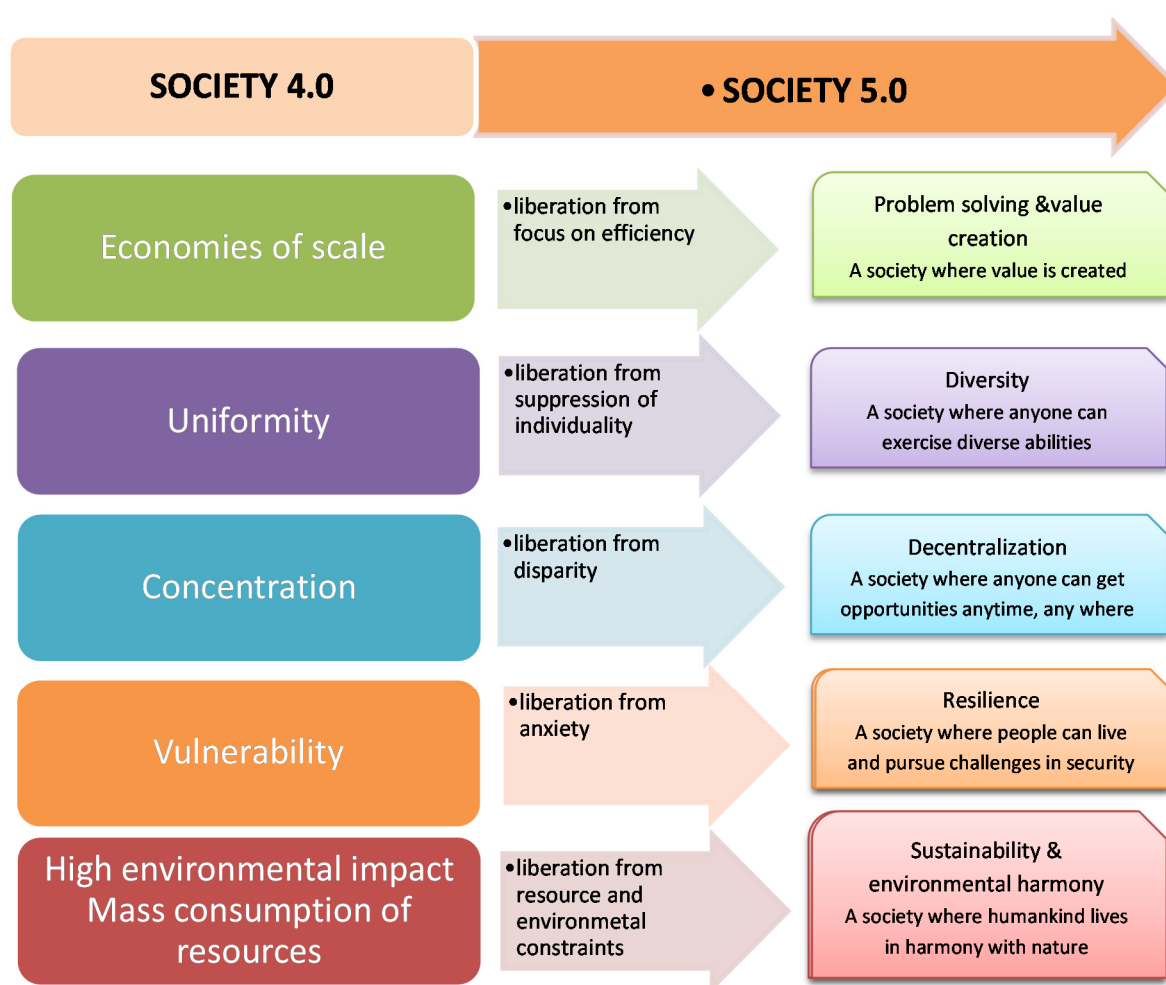 SOCIETY 4.0
• SOCIETY 5.0
Economies of scale
•liberation from
focus on efficiency
Problem solving &value
creation
A society where value is created
Uniformity
•liberation from
suppression of
individuality
Diversity
A society where anyone can
exercise diverse abilities
Concentration
•liberation from
disparity
Decentralization
A society where anyone can get
opportunities anytime, any where
Vulnerability
•liberation from
anxiety
Resilience
A society where people can live
and pursue challenges in security
High environmental impact
Mass consumption of
resources
•liberation from
resource and
environmetal
constraints
Sustainability &
environmental harmony
A society where humankind lives
in harmony with nature